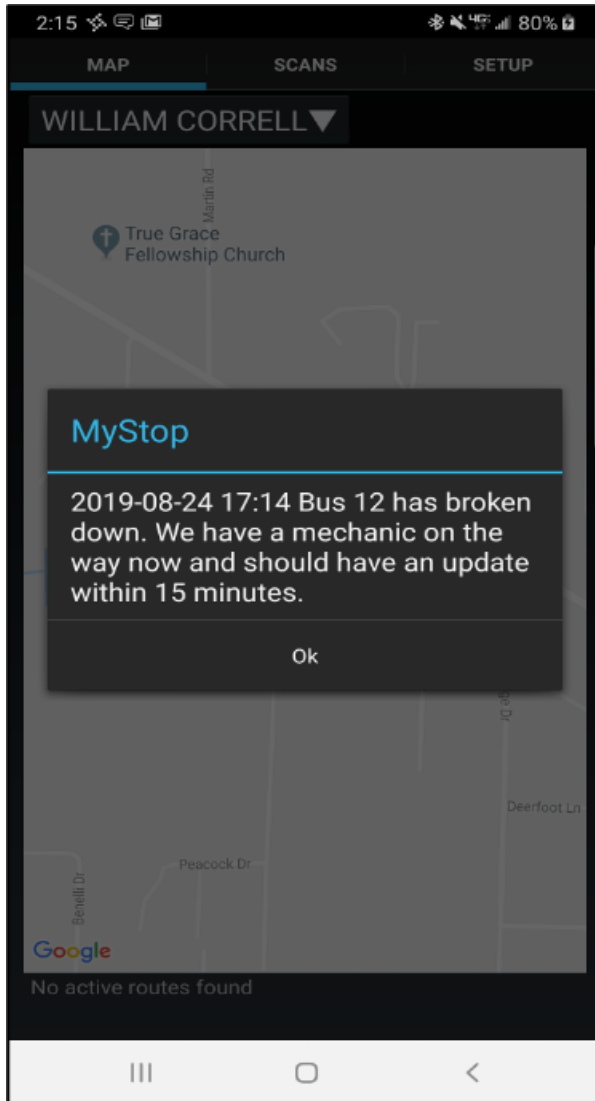 2:15 80%
MAP SCANS SETUP
WILLIAM CORRELL▼
Martin Rd
True Grace
Fellowship Church
MyStop
2019-08-24 17:14 Bus 12 has broken
down. We have a mechanic on the
way now and should have an update
within 15 minutes.
Ok
Dr
Deerfoot Ln
Peacock Dr
Benelli Dr
Google
No active routes found